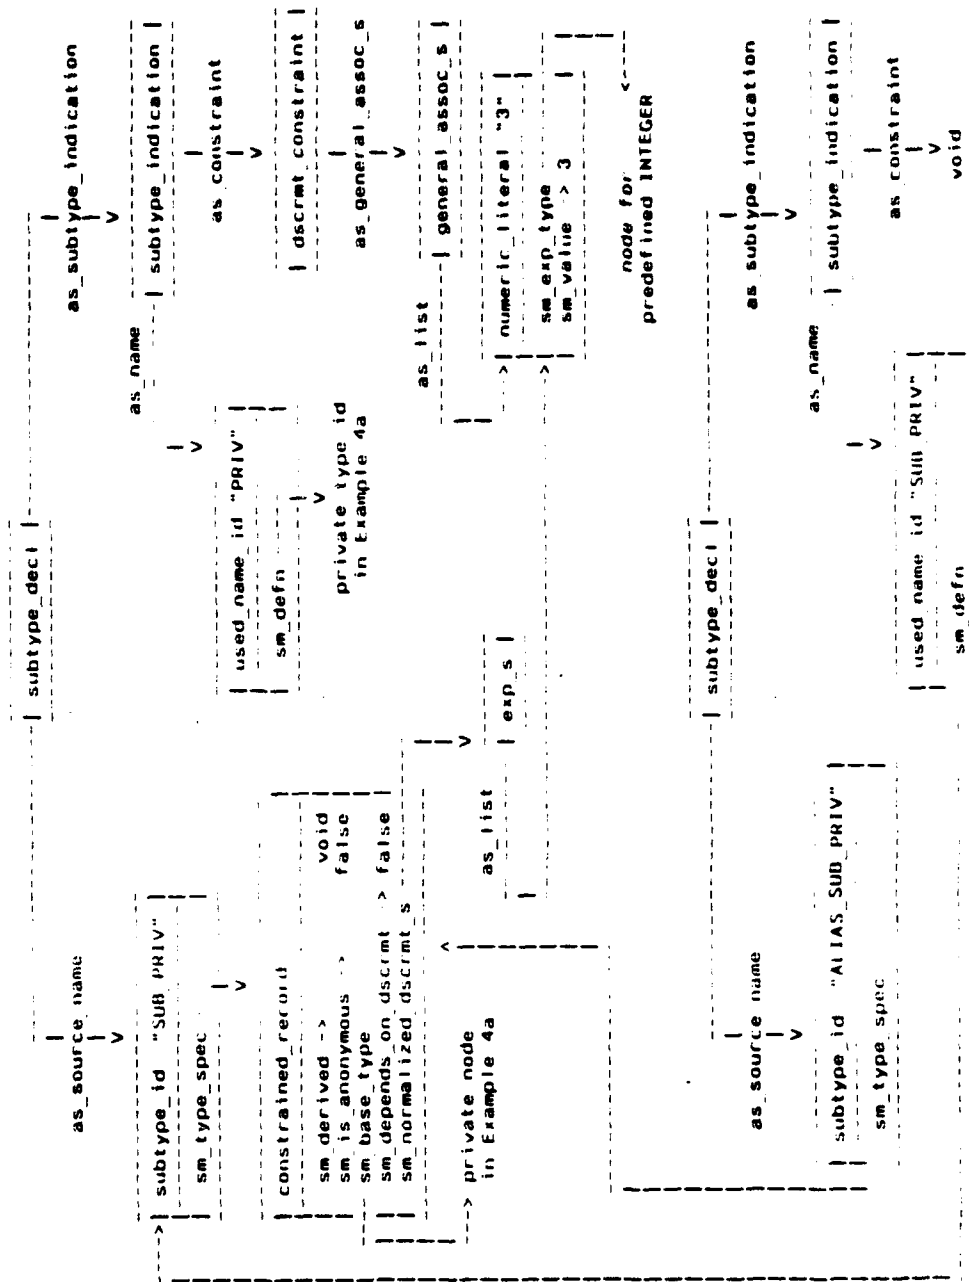 subtype_decl
as_source_name
as_subtype_indication
subtype_id "SUB_PRIV"
sm_type_spec
as_name
subtype_indication
used_name_id "PRIV"
sm_defn
as_constraint
private type id
in Example 4a
dscrmt_constraint
constrained_record
sm_derived -> void
sm_is_anonymous -> false
sm_base_type
sm_depends_on_dscrmt -> false
sm_normalized_dscrmt_s
as_general_assoc_s
as_list
general_assoc_s
private node
in Example 4a
as_list
exp_s
numeric_literal "3"
sm_exp_type
sm_value -> 3
node for
predefined INTEGER
subtype_decl
as_source_name
as_subtype_indication
subtype_id "ALIAS_SUB_PRIV"
sm_type_spec
as_name
subtype_indication
used_name_id "SUB_PRIV"
sm_defn
as_constraint
void